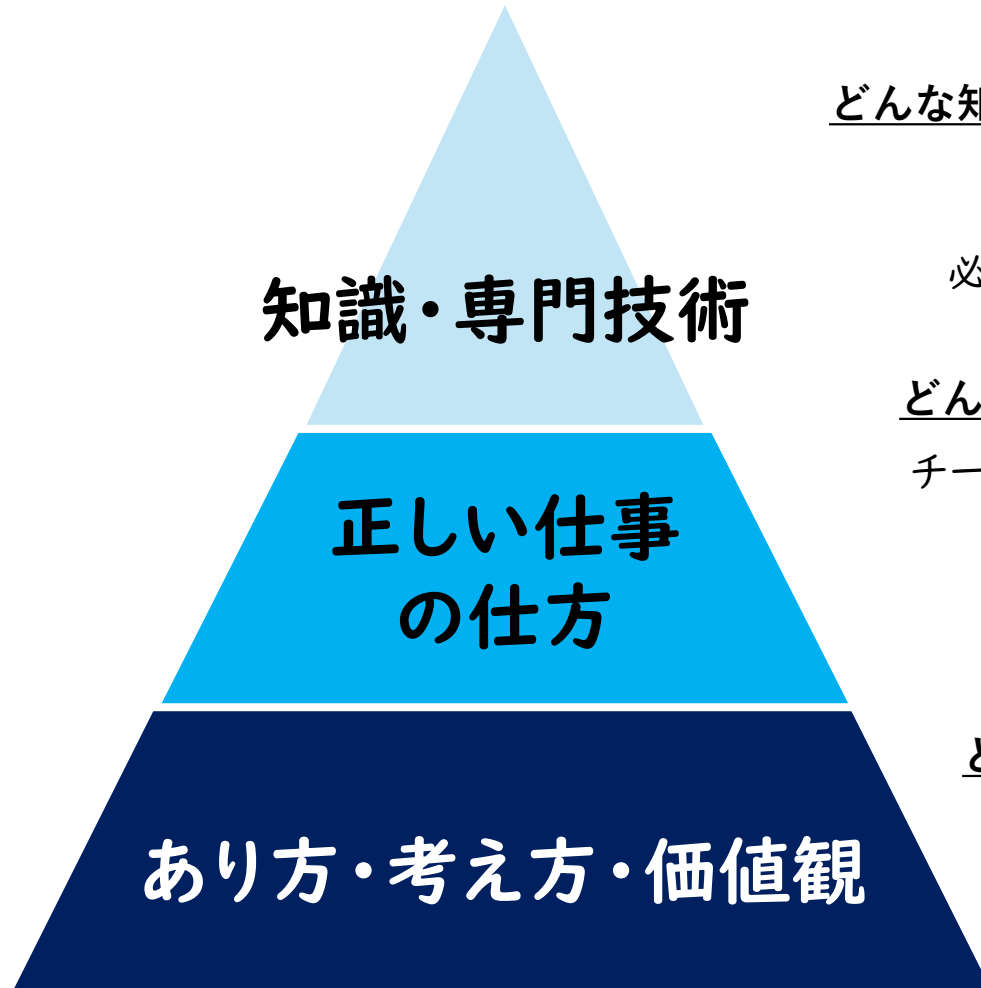 どんな知
知識・専門技術
必
どん
チー
正しい仕事
の仕方
あり方・考え方・価値観